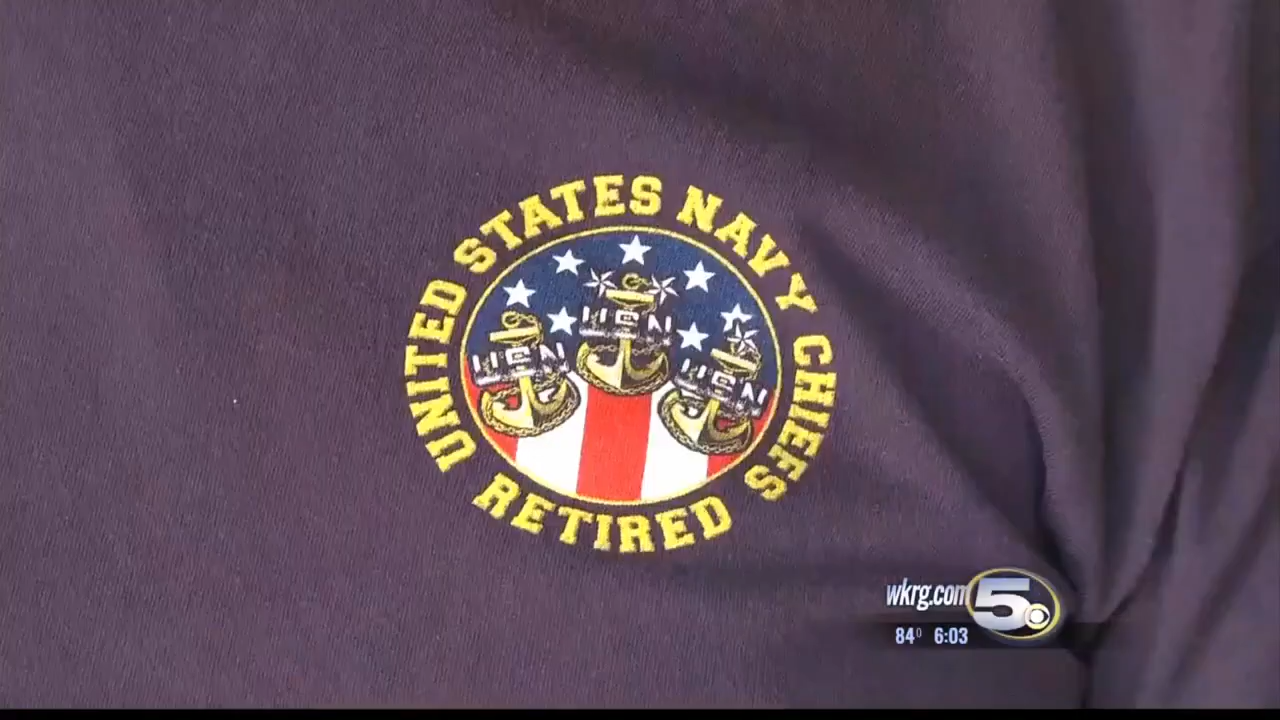 UNITED STATES NAVY CHIEFS
USN
USN
USN
RETIRED
wkrg.com 5
84° 6:03